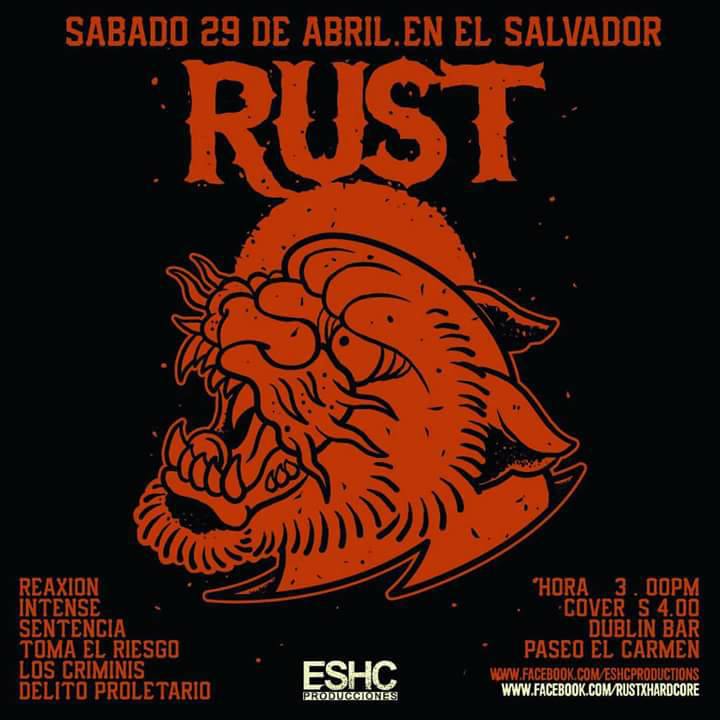 SABADO 29 DE ABRIL.EN EL SALVADOR
RUST
REAXION
INTENSE
SENTENCIA
TOMA EL RIESGO
LOS CRIMINIS
DELITO PROLETARIO
ESHC
PRODUCCIONES
HORA 3 . 00PM
COVER $ 4.00
DUBLIN BAR
PASEO EL CARMEN
WWW.FACEBOOK.COM/ESHCPRODUCTIONS
WWW.FACEBOOK.COM/RUSTXHARDCORE